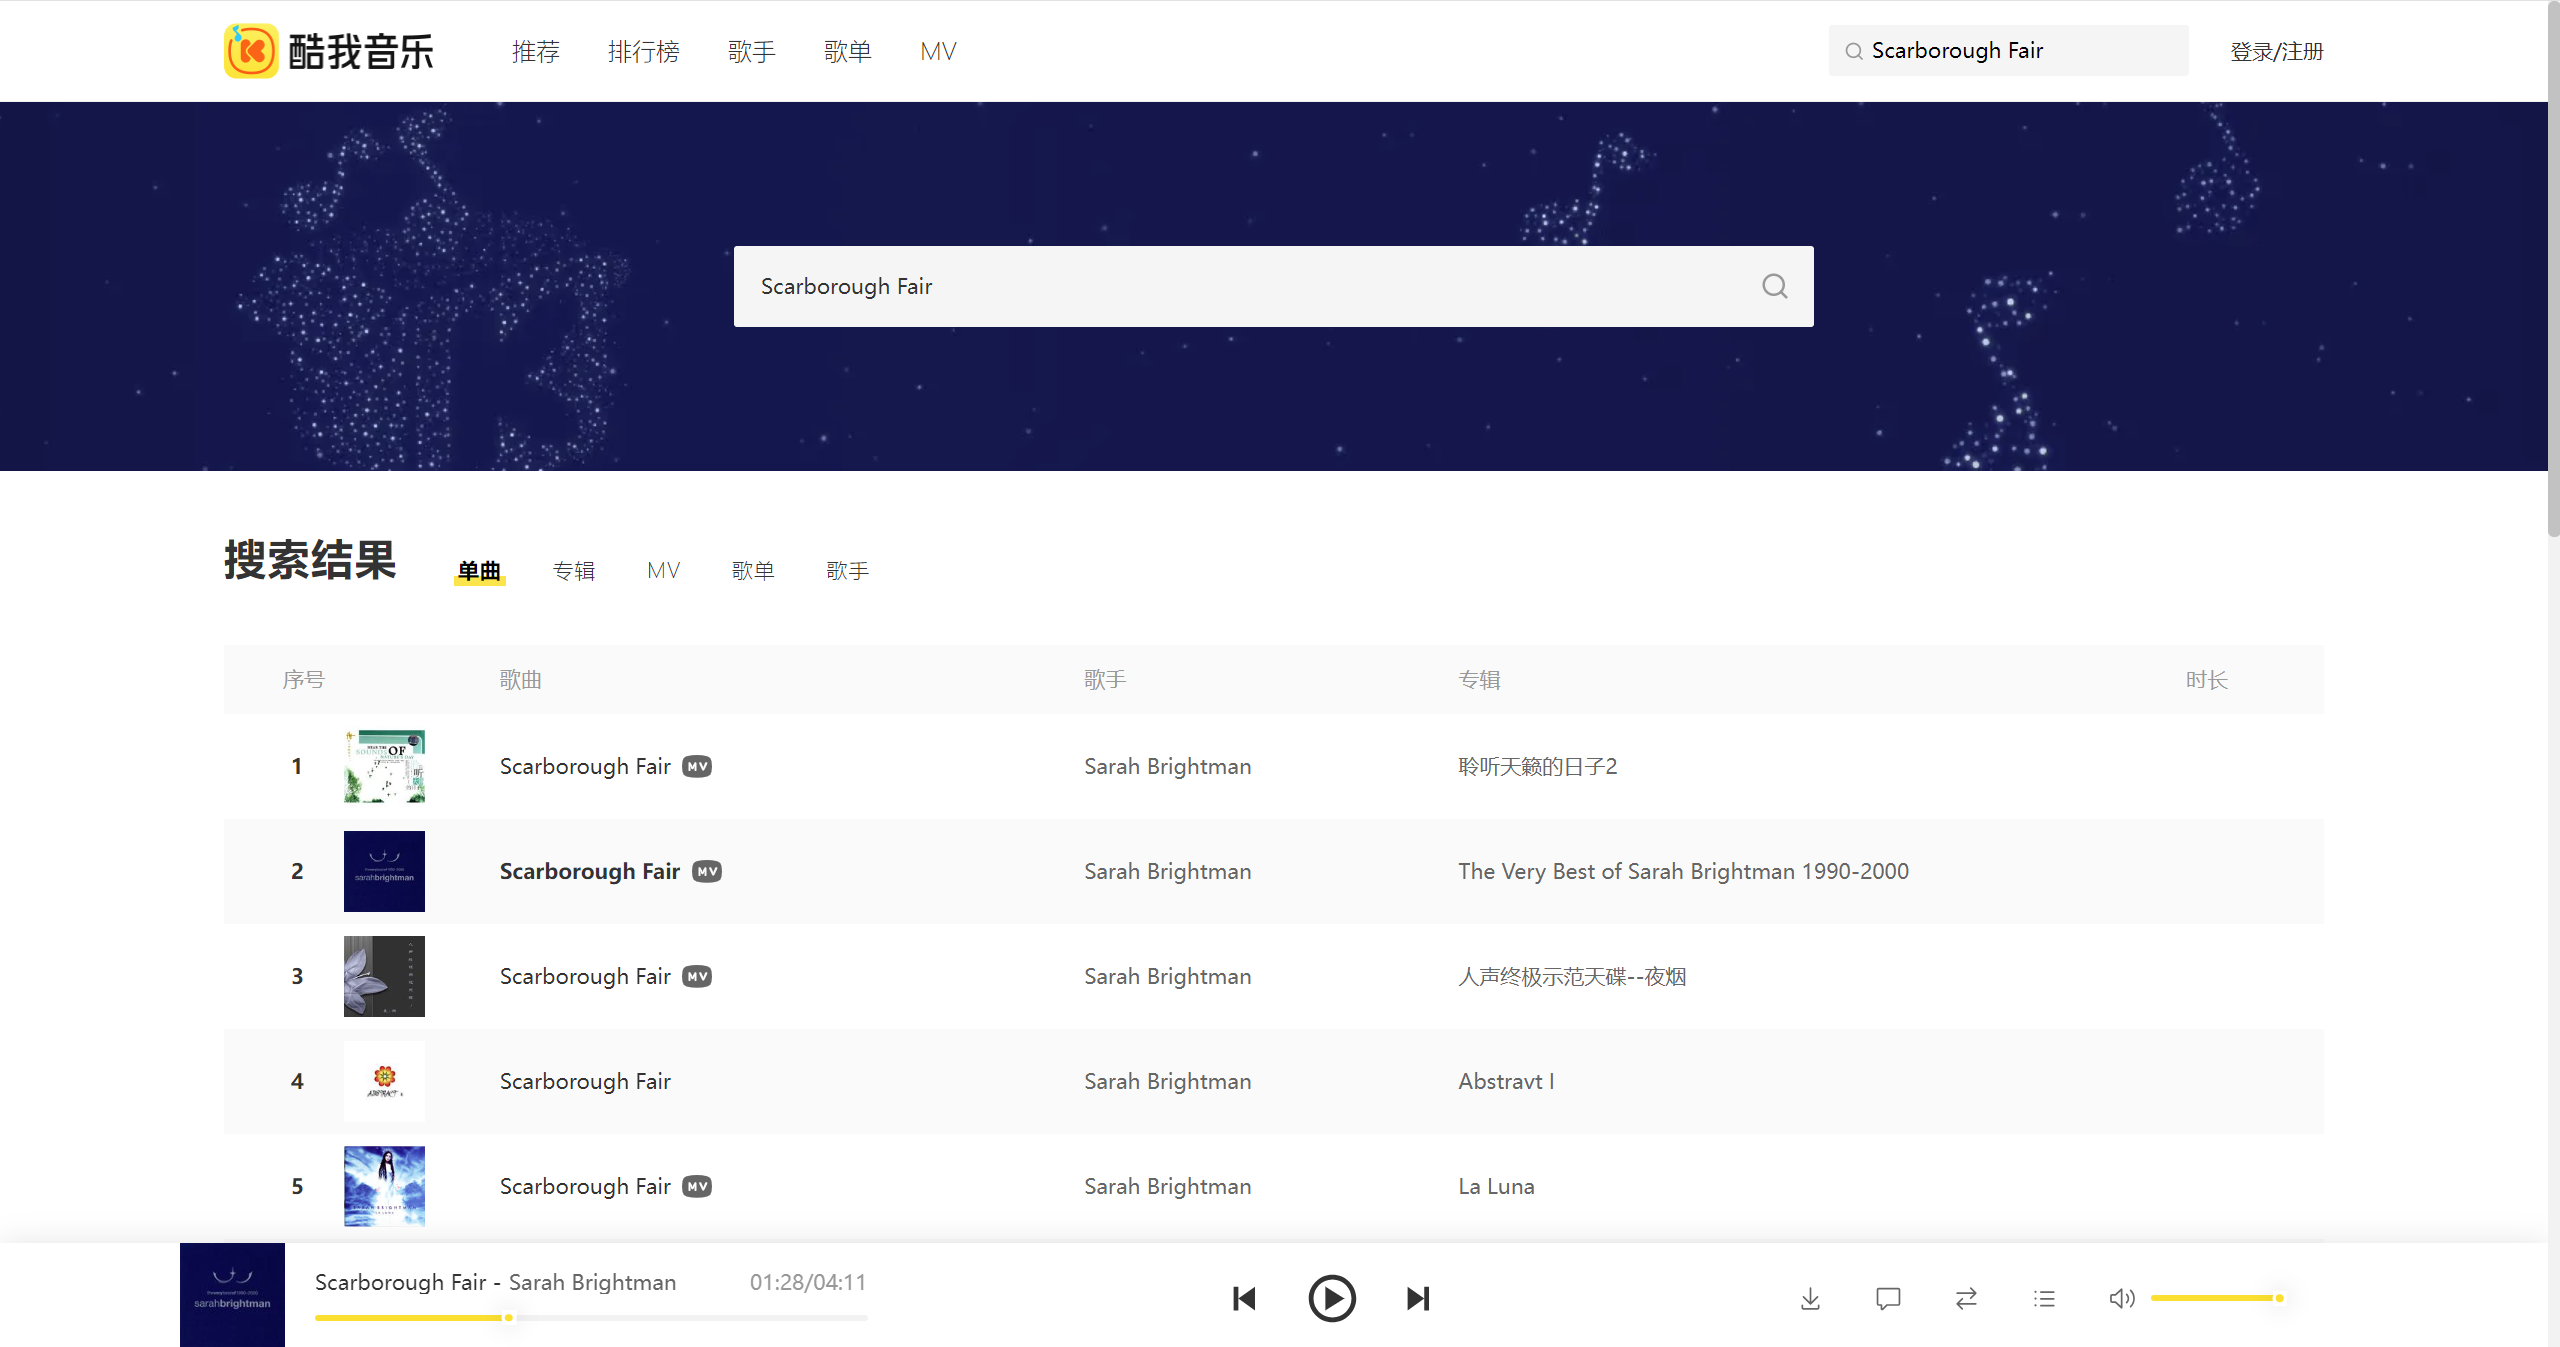 酷我音乐 推荐 排行榜 歌手 歌单 MV Scarborough Fair 登录/注册
Scarborough Fair
搜索结果 单曲 专辑 MV 歌单 歌手
序号 歌曲 歌手 专辑 时长
1 Scarborough Fair MV Sarah Brightman 聆听天籁的日子2
2 Scarborough Fair MV Sarah Brightman The Very Best of Sarah Brightman 1990-2000
sarahbrightman
3 Scarborough Fair MV Sarah Brightman 人声终极示范天碟--夜烟
4 Scarborough Fair Sarah Brightman Abstravt I
5 Scarborough Fair MV Sarah Brightman La Luna
sarahbrightman
Scarborough Fair - Sarah Brightman 01:28/04:11